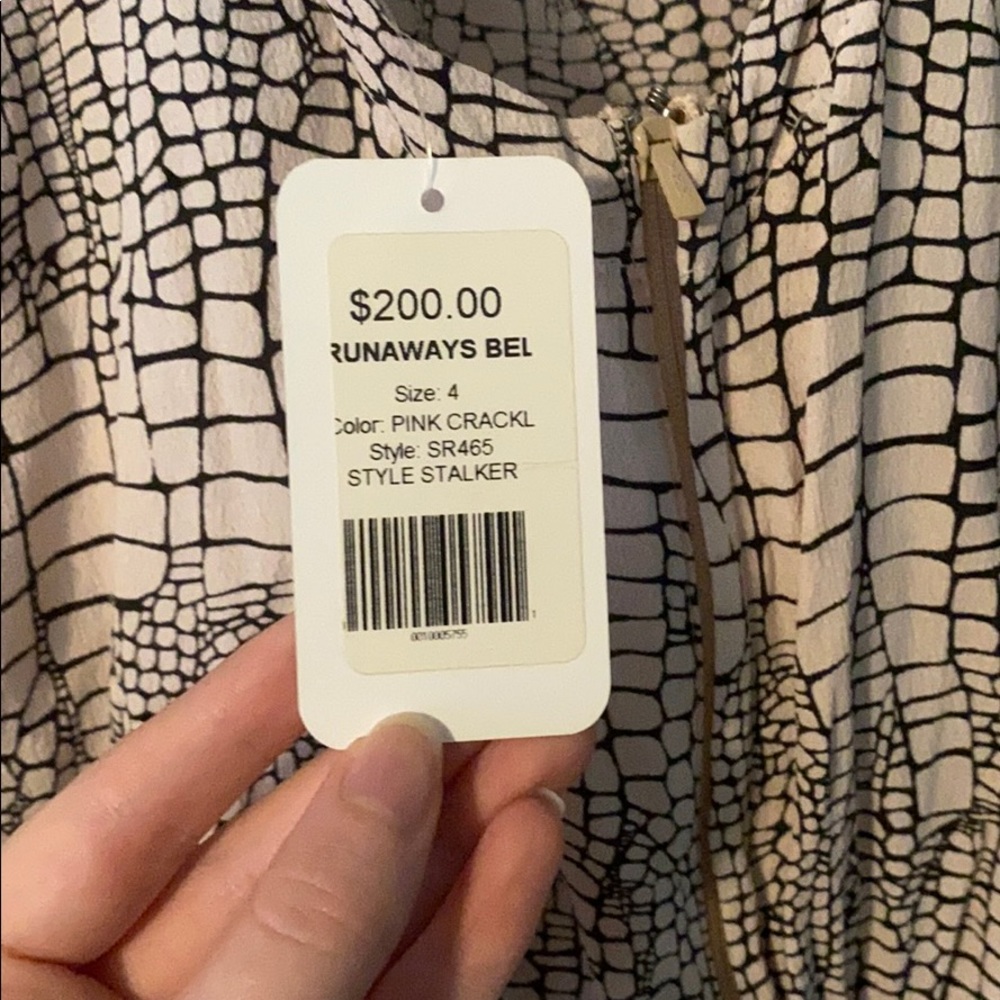 $200.00
RUNAWAYS BEL
Size: 4
Color: PINK CRACKL
Style: SR465
STYLE STALKER